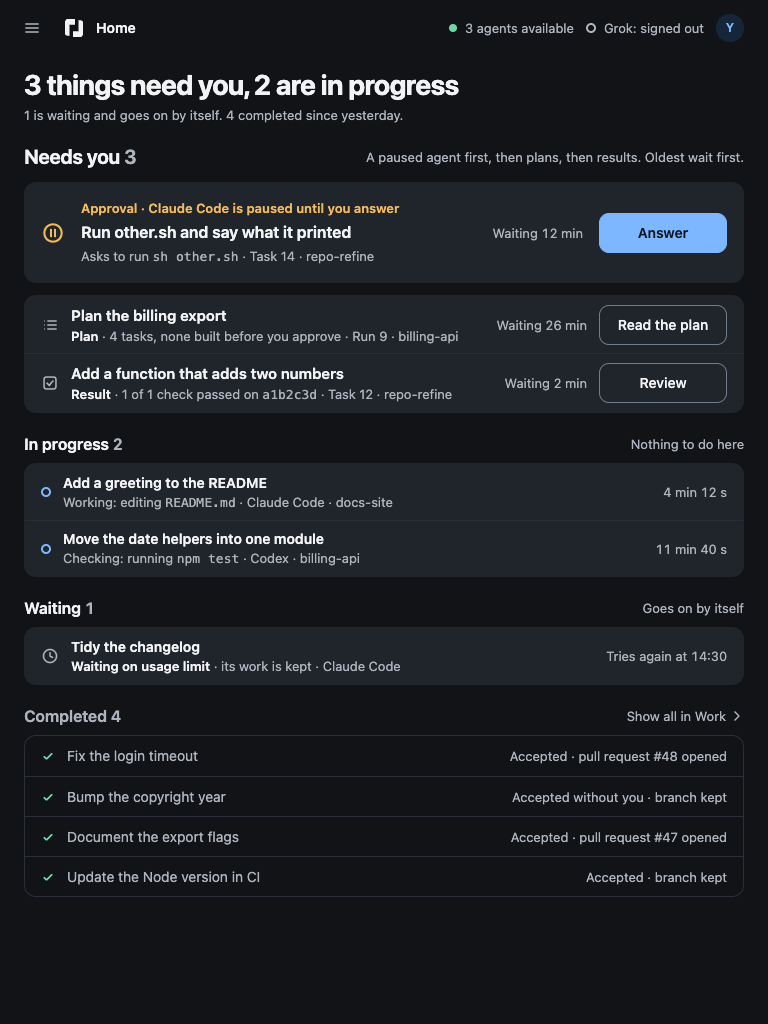 Home
3 agents available
Grok: signed out
Y
3 things need you, 2 are in progress
1 is waiting and goes on by itself. 4 completed since yesterday.
Needs you 3
A paused agent first, then plans, then results. Oldest wait first.
Approval · Claude Code is paused until you answer
Run other.sh and say what it printed
Asks to run sh other.sh · Task 14 · repo-refine
Waiting 12 min
Answer
Plan the billing export
Plan · 4 tasks, none built before you approve · Run 9 · billing-api
Waiting 26 min
Read the plan
Add a function that adds two numbers
Result · 1 of 1 check passed on a1b2c3d · Task 12 · repo-refine
Waiting 2 min
Review
In progress 2
Nothing to do here
Add a greeting to the README
Working: editing README.md · Claude Code · docs-site
4 min 12 s
Move the date helpers into one module
Checking: running npm test · Codex · billing-api
11 min 40 s
Waiting 1
Goes on by itself
Tidy the changelog
Waiting on usage limit · its work is kept · Claude Code
Tries again at 14:30
Completed 4
Show all in Work
Fix the login timeout
Accepted · pull request #48 opened
Bump the copyright year
Accepted without you · branch kept
Document the export flags
Accepted · pull request #47 opened
Update the Node version in CI
Accepted · branch kept